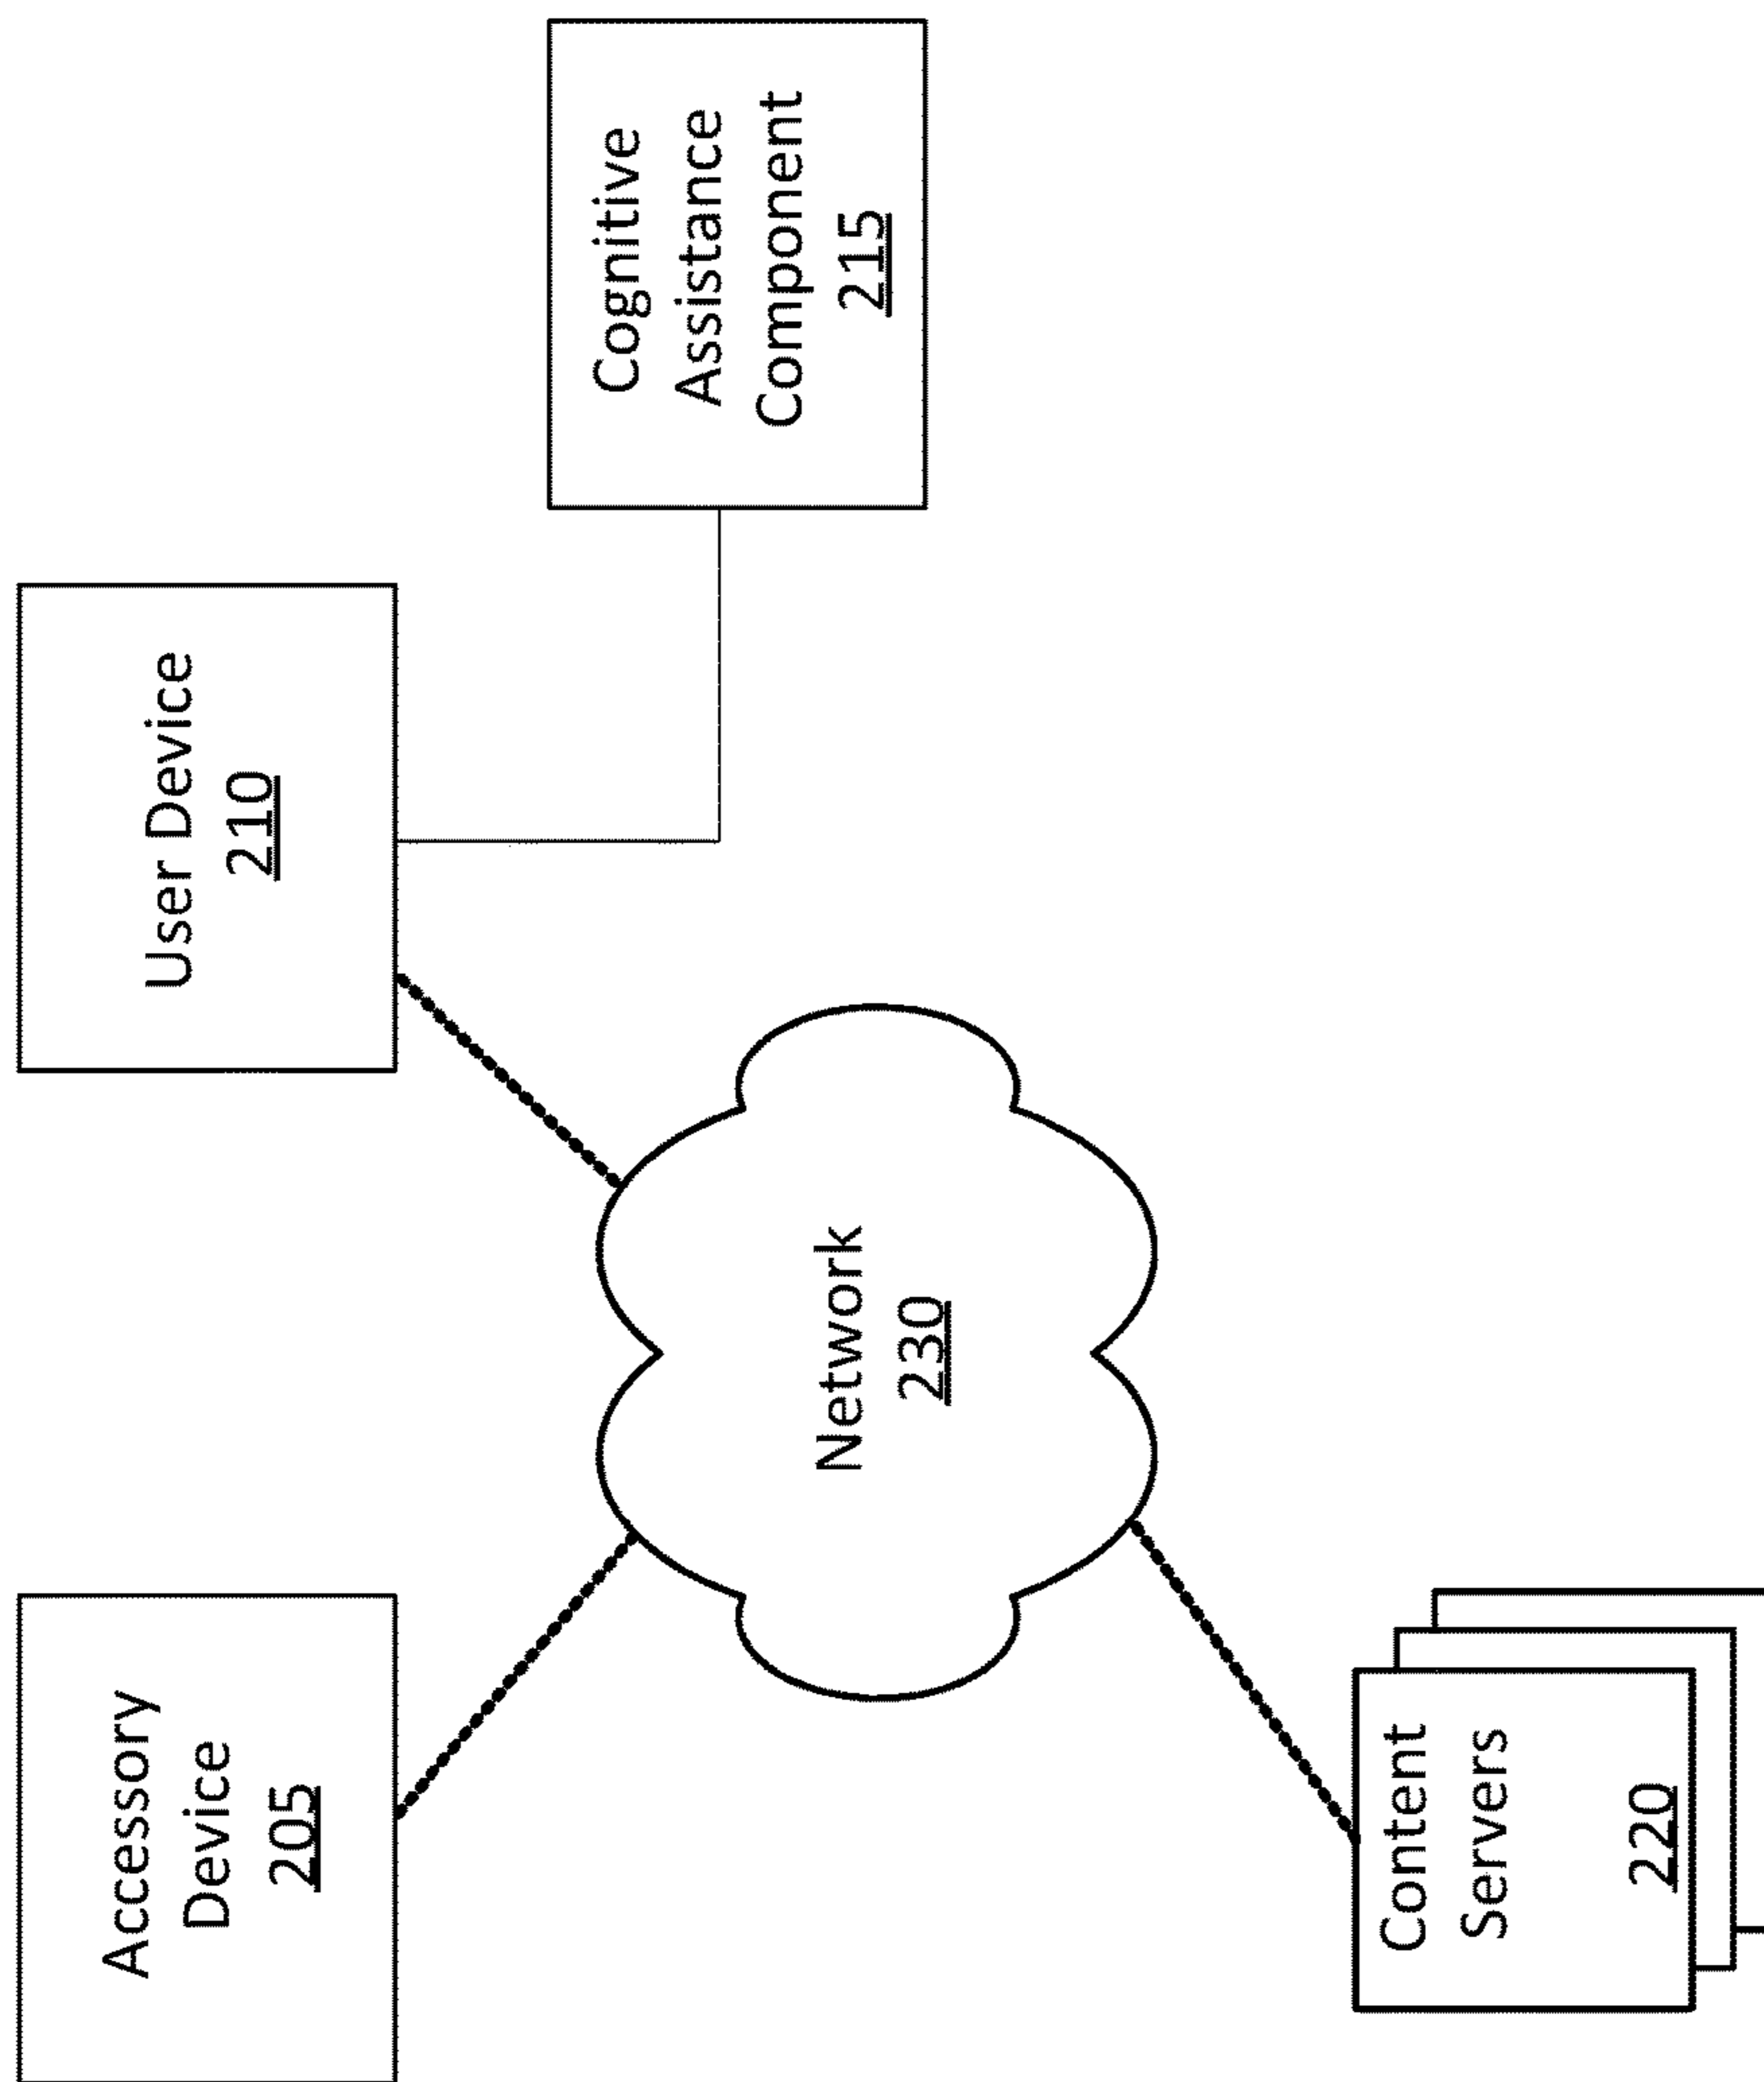 Accessory
Device
205
User Device
210
Cognitive
Assistance
Component
215
Network
230
Content
Servers
220